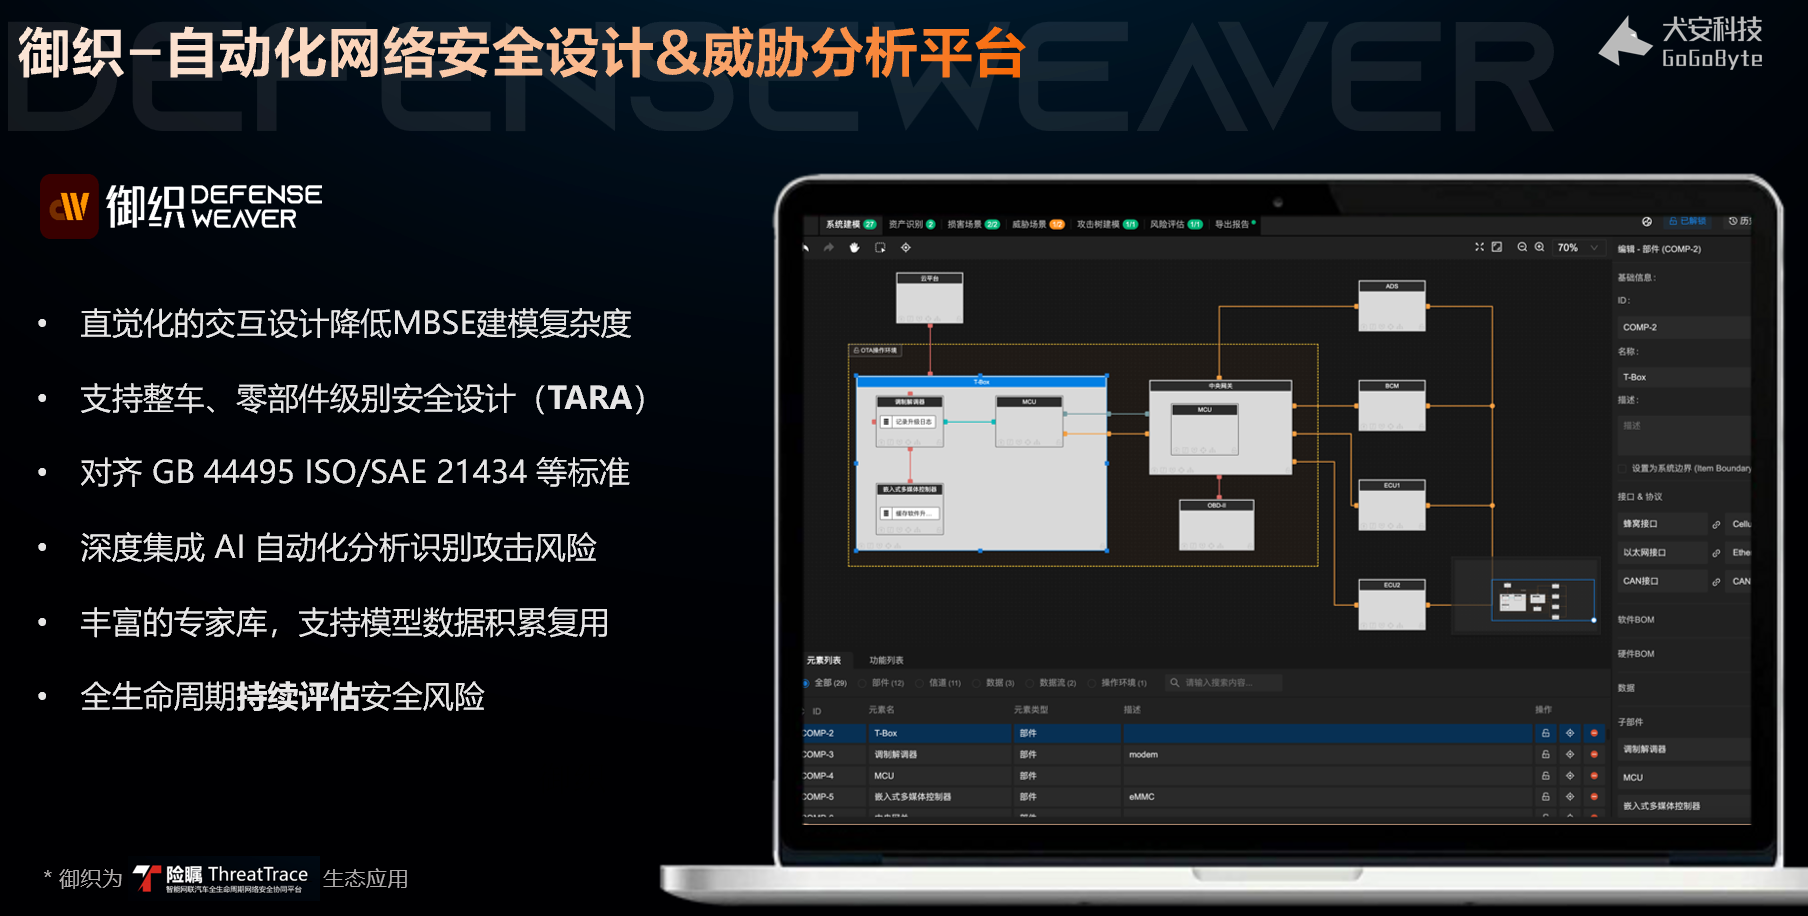 DEFENSEWEAVER
御织–自动化网络安全设计&威胁分析平台
犬安科技
GoGoByte
御织 DEFENSE WEAVER
• 直觉化的交互设计降低MBSE建模复杂度
• 支持整车、零部件级别安全设计（TARA）
• 对齐 GB 44495 ISO/SAE 21434 等标准
• 深度集成 AI 自动化分析识别攻击风险
• 丰富的专家库，支持模型数据积累复用
• 全生命周期持续评估安全风险
* 御织为 险瞩 ThreatTrace 生态应用
智能网联汽车全生命周期网络安全协同平台
系统建模 27 资产识别 2 损害场景 2/2 威胁场景 1/2 攻击树建模 1/1 风险评估 1/1 导出报告
已解锁
70%
云平台
OTA操作环境
T-Box
调制解调器
记录升级日志
MCU
嵌入式多媒体控制器
缓存软件升...
中央网关
MCU
OBD-II
ADS
BCM
ECU1
ECU2
编辑 - 部件 (COMP-2)
基础信息：
ID：
COMP-2
名称：
T-Box
描述：
描述
设置为系统边界 (Item Boundary
接口 & 协议
蜂窝接口 Cellu
以太网接口 Ethe
CAN接口 CAN
软件BOM
硬件BOM
数据
子部件
调制解调器
MCU
嵌入式多媒体控制器
元素列表 功能列表
全部 (29) 部件 (12) 信道 (11) 数据 (3) 数据流 (2) 操作环境 (1) 请输入搜索内容...
ID 元素名 元素类型 描述 操作
COMP-2 T-Box 部件
COMP-3 调制解调器 部件 modem
COMP-4 MCU 部件
COMP-5 嵌入式多媒体控制器 部件 eMMC